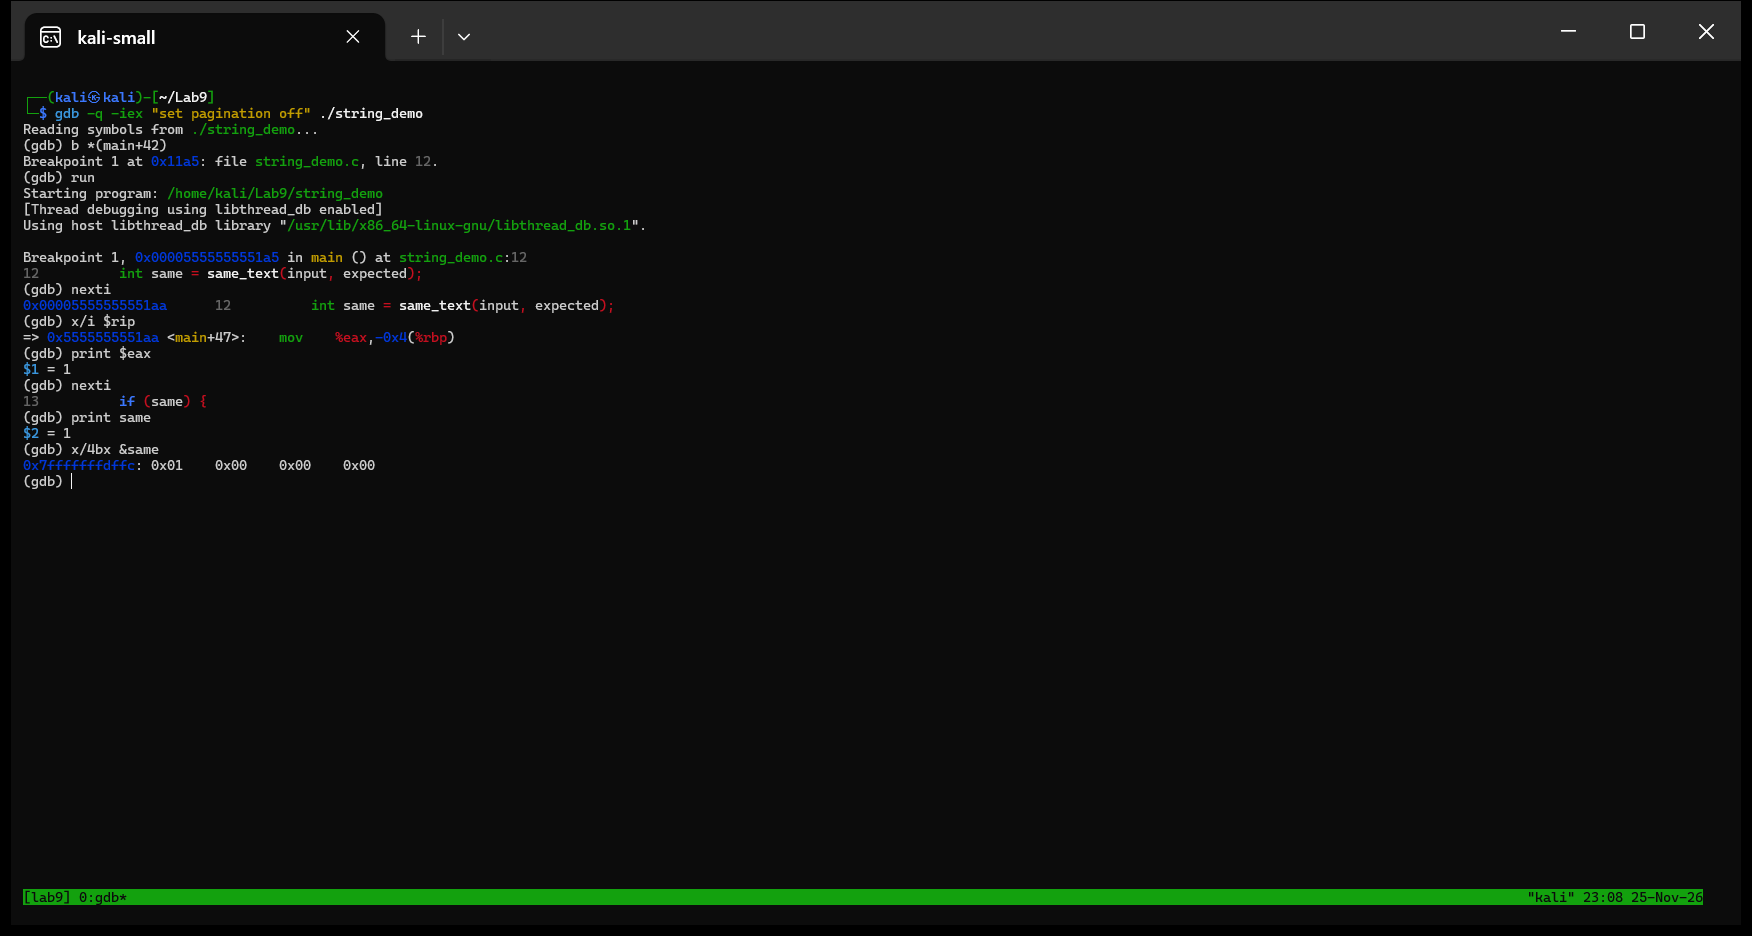 kali-small
┌──(kali㉿kali)-[~/Lab9]
└─$ gdb -q -iex "set pagination off" ./string_demo
Reading symbols from ./string_demo...
(gdb) b *(main+42)
Breakpoint 1 at 0x11a5: file string_demo.c, line 12.
(gdb) run
Starting program: /home/kali/Lab9/string_demo
[Thread debugging using libthread_db enabled]
Using host libthread_db library "/usr/lib/x86_64-linux-gnu/libthread_db.so.1".
Breakpoint 1, 0x00005555555551a5 in main () at string_demo.c:12
12          int same = same_text(input, expected);
(gdb) nexti
0x00005555555551aa      12          int same = same_text(input, expected);
(gdb) x/i $rip
=> 0x5555555551aa <main+47>:    mov    %eax,-0x4(%rbp)
(gdb) print $eax
$1 = 1
(gdb) nexti
13          if (same) {
(gdb) print same
$2 = 1
(gdb) x/4bx &same
0x7fffffffdffc: 0x01    0x00    0x00    0x00
(gdb)
[lab9] 0:gdb* "kali" 23:08 25-Nov-26